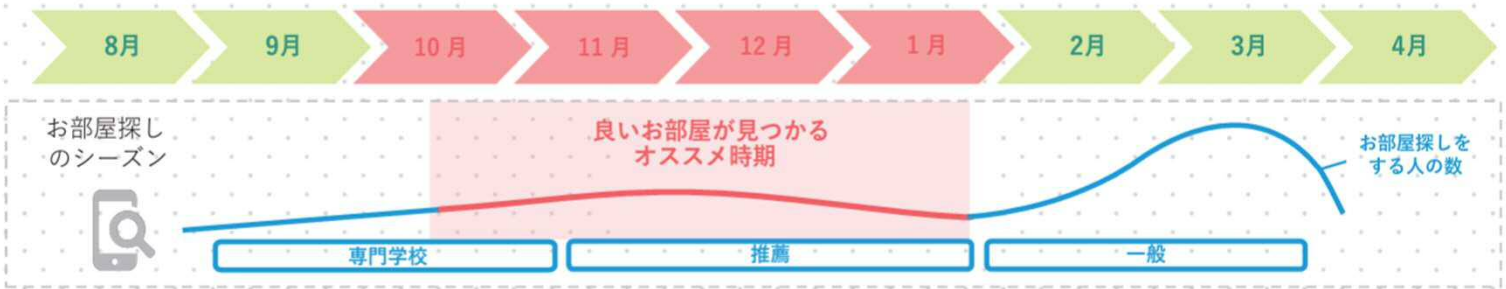 8月
9月
10月
11月
12月
1月
2月
3月
4月
お部屋探し
のシーズン
良いお部屋が見つかる
オススメ時期
お部屋探しを
する人の数
専門学校
推薦
一般